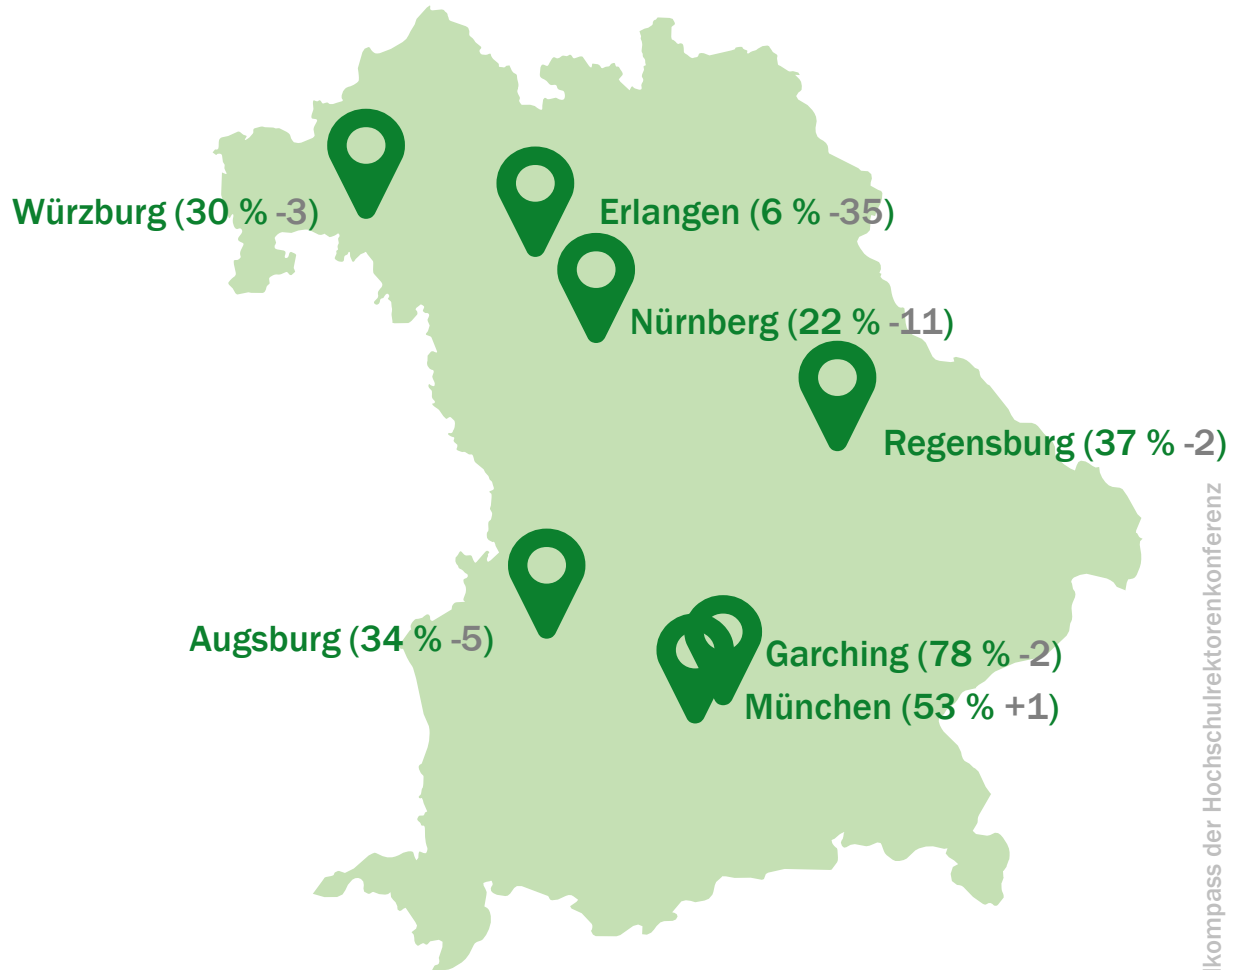 Würzburg (30 % -3)
Erlangen (6 % -35)
Nürnberg (22 % -11)
Regensburg (37 % -2)
Augsburg (34 % -5)
Garching (78 % -2)
München (53 % +1)
der Hochschulrektorenkonferenz